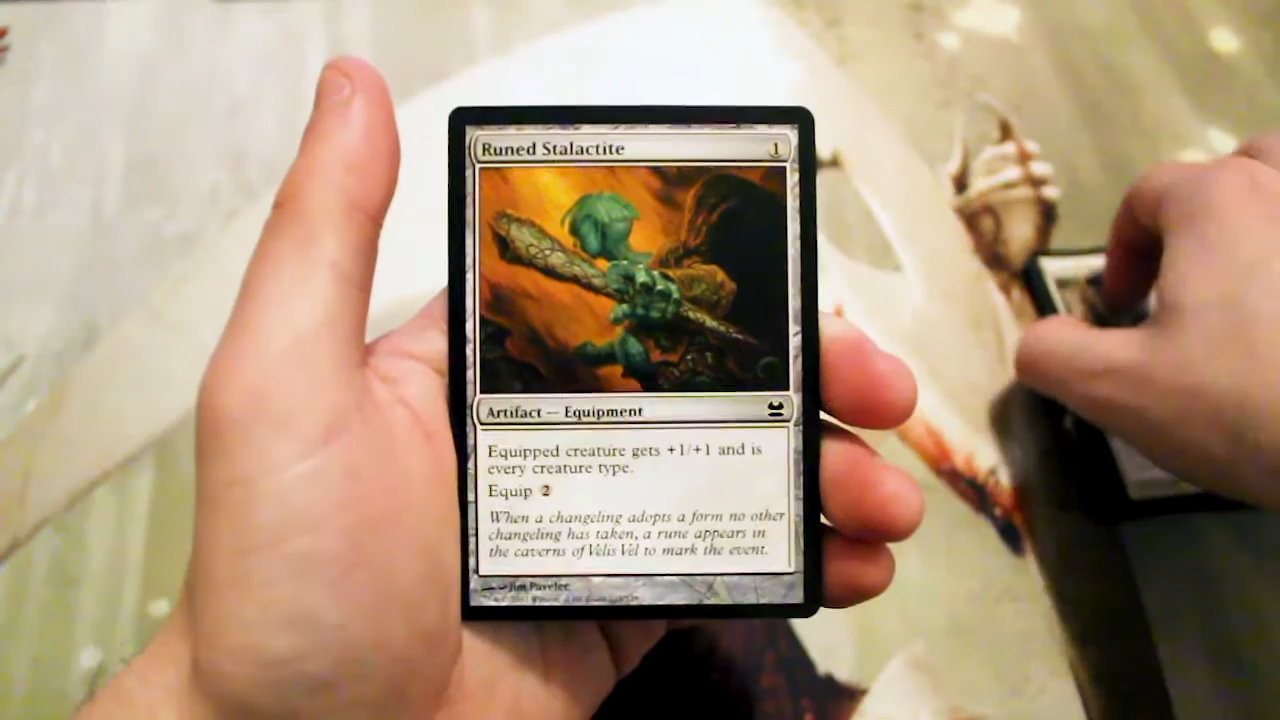 Runed Stalactite 1
Artifact — Equipment
Equipped creature gets +1/+1 and is
every creature type.
Equip 2
When a changeling adopts a form no other
changeling has taken, a rune appears in
the caverns of Velis Vel to mark the event.
Jim Pavelec